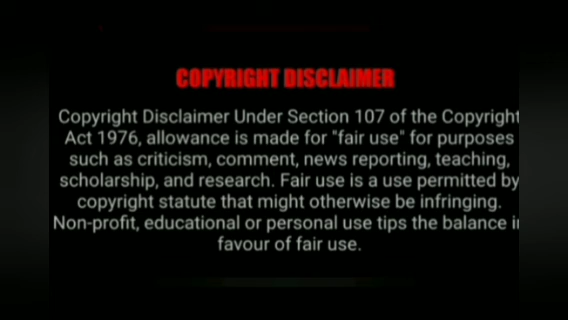 COPYRIGHT DISCLAIMER
Copyright Disclaimer Under Section 107 of the Copyright
Act 1976, allowance is made for "fair use" for purposes
such as criticism, comment, news reporting, teaching,
scholarship, and research. Fair use is a use permitted by
copyright statute that might otherwise be infringing.
Non-profit, educational or personal use tips the balance in
favour of fair use.